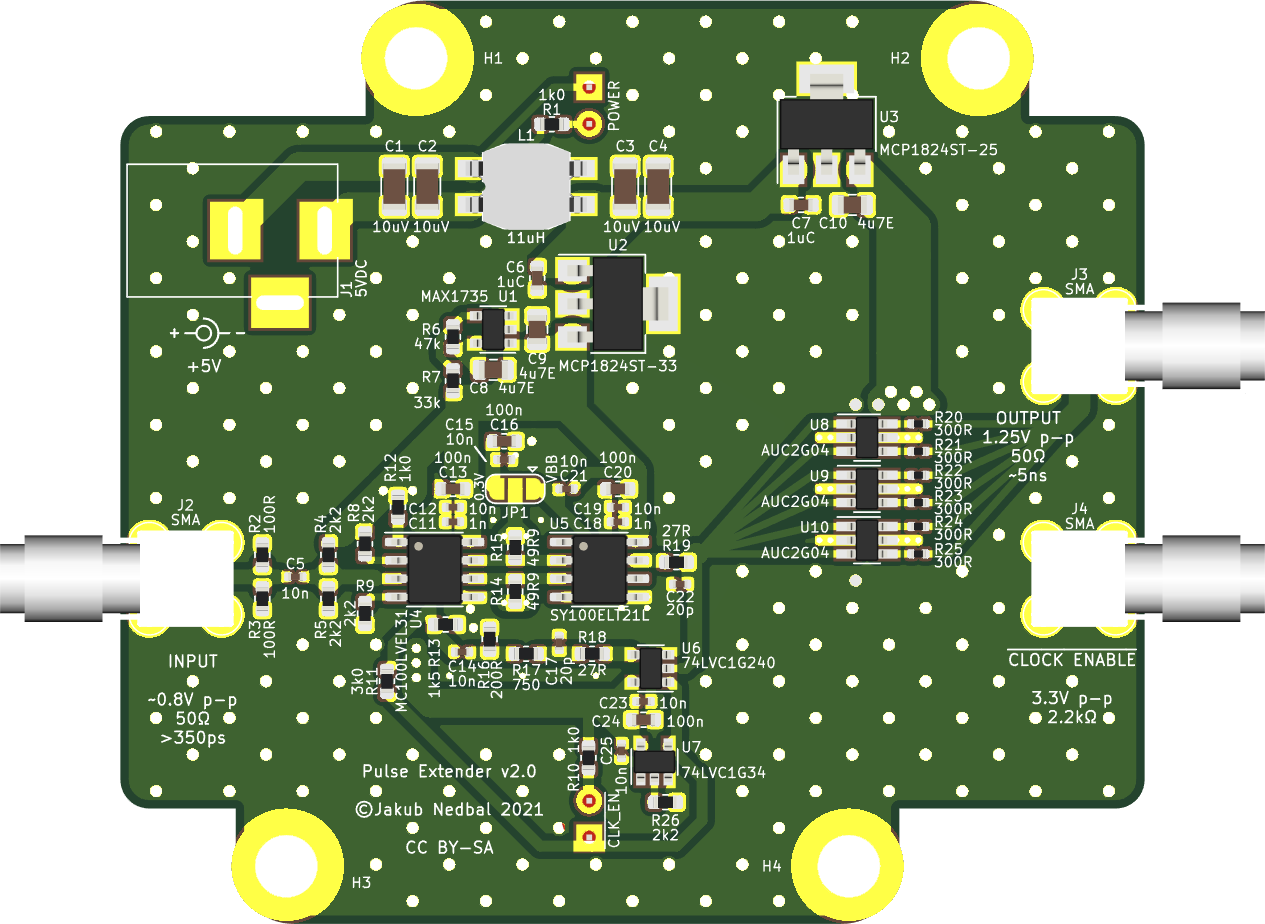 H1
H2
1k0
R1
POWER
L1
U3
MCP1824ST-25
C1
C2
C3
C4
10uV
10uV
11uH
10uV
10uV
C7
1uC
C10
4u7E
U2
J1
5VDC
C6
1uC
MAX1735
U1
R6
47k
C9
4u7E
MCP1824ST-33
+
+5V
R7
33k
C8
4u7E
J3
SMA
100n
C16
C15
10n
100n
C13
0.3V
VBB
10n
C21
100n
C20
JP1
U8
AUC2G04
R20
300R
R21
300R
U9
AUC2G04
R22
300R
R23
300R
U10
AUC2G04
R24
300R
R25
300R
OUTPUT
1.25V p-p
50Ω
~5ns
J2
SMA
R2
100R
R4
2k2
R8
2k2
R12
1k0
C12
10n
C11
1n
U5
C19
10n
C18
1n
27R
R19
J4
SMA
C5
10n
R15
49R9
R14
49R9
C22
20p
R3
100R
R5
2k2
R9
2k2
U4
MC100LVEL31
SY100ELT21L
R13
1k5
C14
10n
R16
200R
R17
750
C17
20p
R18
27R
U6
74LVC1G240
INPUT
~0.8V p-p
50Ω
>350ps
3k0
R11
CLOCK ENABLE
3.3V p-p
2.2kΩ
C23
10n
C24
100n
R10
1k0
C25
10n
U7
74LVC1G34
Pulse Extender v2.0
©Jakub Nedbal 2021
CC BY-SA
CLK_EN
R26
2k2
H3
H4